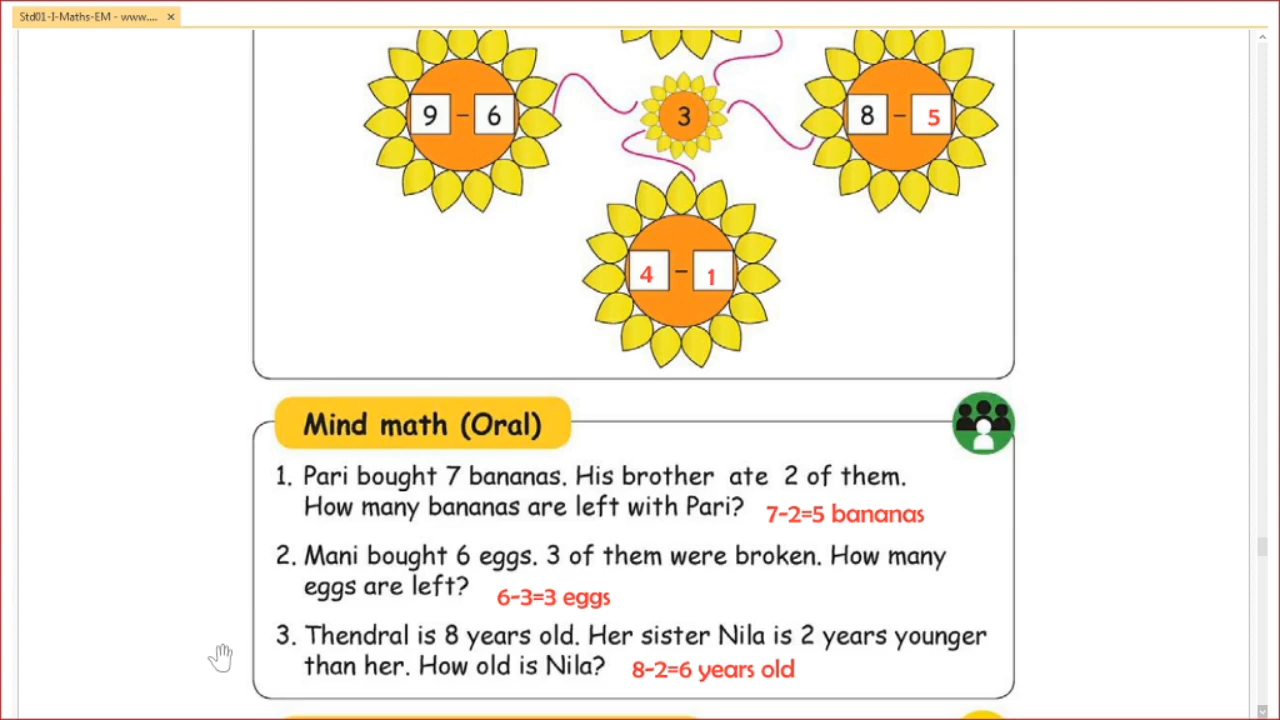 Std01-I-Maths-EM - www.... ×
9 - 6
3
8 - 5
4 - 1
Mind math (Oral)
1. Pari bought 7 bananas. His brother ate 2 of them.
How many bananas are left with Pari? 7-2=5 bananas
2. Mani bought 6 eggs. 3 of them were broken. How many
eggs are left? 6-3=3 eggs
3. Thendral is 8 years old. Her sister Nila is 2 years younger
than her. How old is Nila? 8-2=6 years old